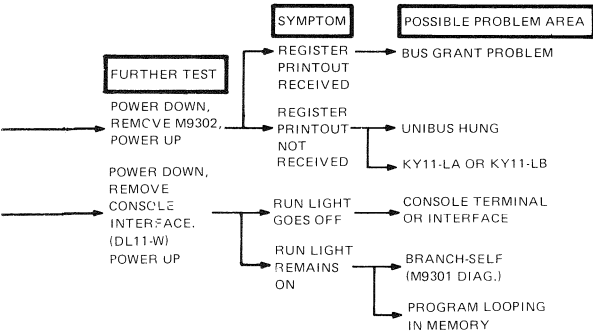 FURTHER TEST
SYMPTOM
POSSIBLE PROBLEM AREA
POWER DOWN,
REMOVE M9302,
POWER UP
REGISTER
PRINTOUT
RECEIVED
BUS GRANT PROBLEM
REGISTER
PRINTOUT
NOT
RECEIVED
UNIBUS HUNG
KY11-LA OR KY11-LB
POWER DOWN,
REMOVE
CONSOLE
INTERFACE.
(DL11-W)
POWER UP
RUN LIGHT
GOES OFF
CONSOLE TERMINAL
OR INTERFACE
RUN LIGHT
REMAINS
ON
BRANCH-SELF
(M9301 DIAG.)
PROGRAM LOOPING
IN MEMORY